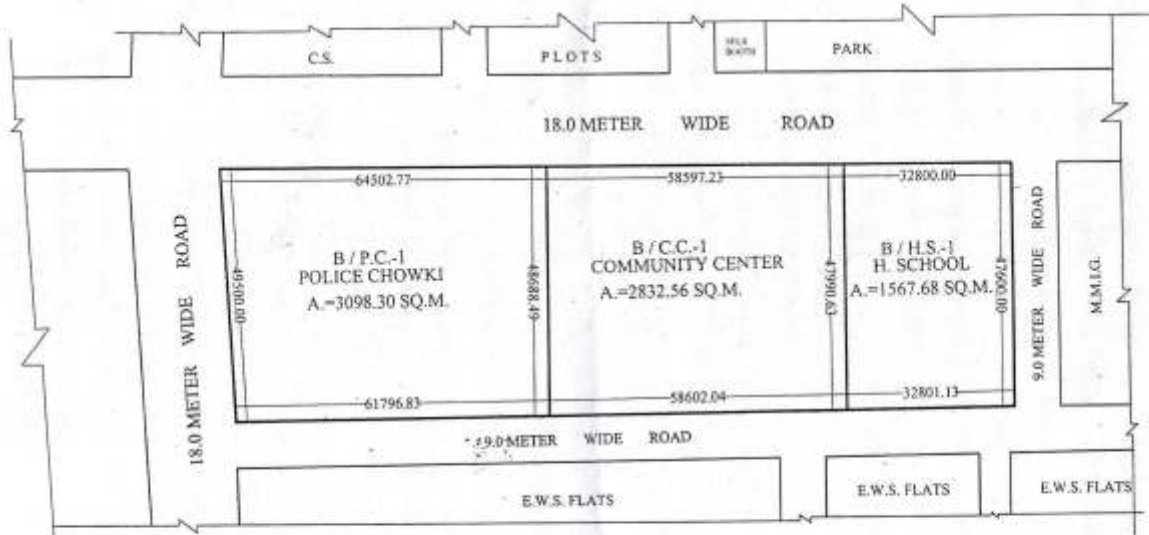 C.S.
PLOTS
MILK
BOOTH
PARK
18.0 METER WIDE ROAD
64502.77
58597.23
32800.00
18.0 METER WIDE ROAD
49500.00
B / P.C.-1
POLICE CHOWKI
A.=3098.30 SQ.M.
48688.49
B / C.C.-1
COMMUNITY CENTER
A.=2832.56 SQ.M.
47990.63
B / H.S.-1
H. SCHOOL
A.=1567.68 SQ.M.
47600.00
9.0 METER WIDE ROAD
M.M.I.G.
61796.83
58602.04
32801.13
9.0 METER WIDE ROAD
E.W.S. FLATS
E.W.S. FLATS
E.W.S. FLATS